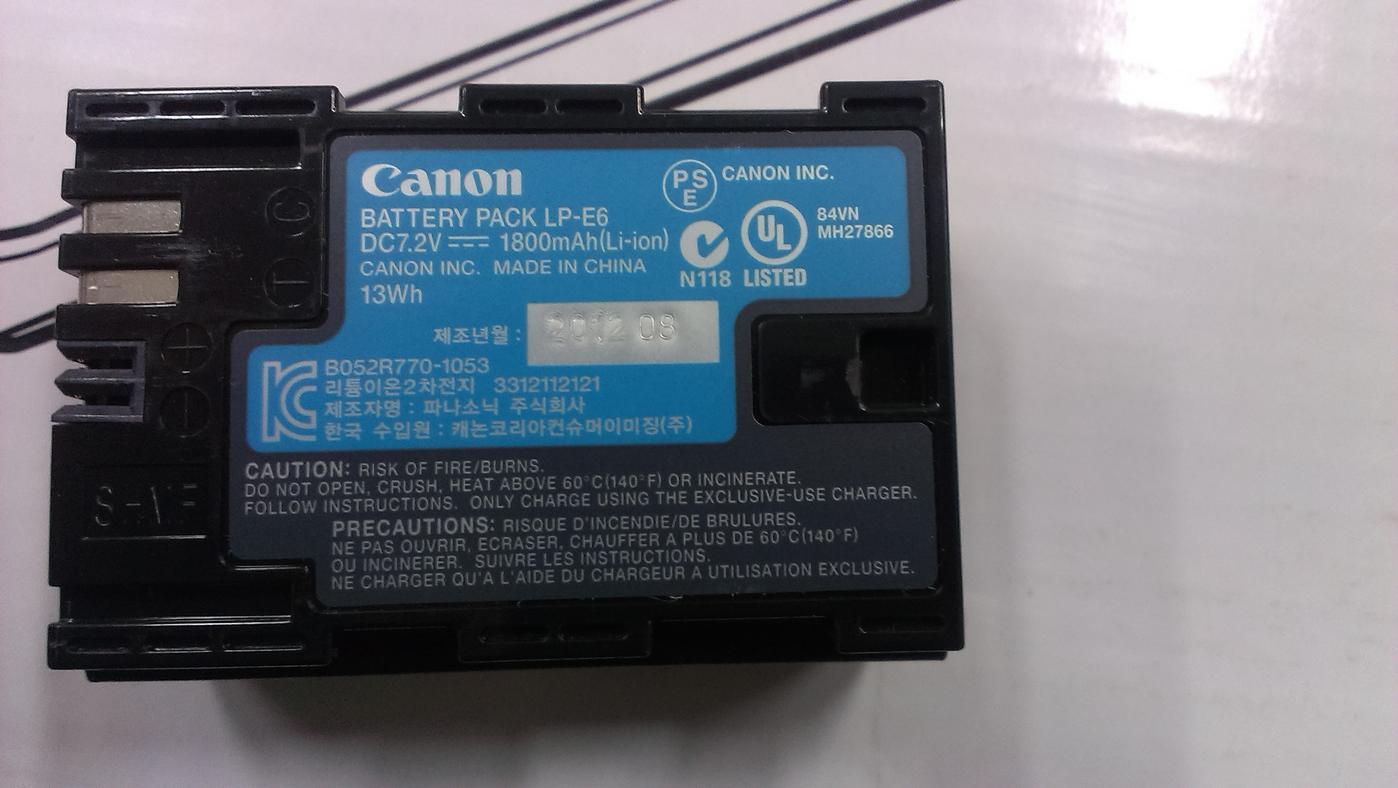 Canon
BATTERY PACK LP-E6
DC7.2V ⎓ 1800mAh(Li-ion)
CANON INC. MADE IN CHINA
13Wh
PSE CANON INC.
N118
UL LISTED
84VN
MH27866
제조년월 : 2012 08
KC
B052R770-1053
리튬이온2차전지 3312112121
제조자명 : 파나소닉 주식회사
한국 수입원 : 캐논코리아컨슈머이미징(주)
CAUTION: RISK OF FIRE/BURNS.
DO NOT OPEN, CRUSH, HEAT ABOVE 60°C(140°F) OR INCINERATE.
FOLLOW INSTRUCTIONS. ONLY CHARGE USING THE EXCLUSIVE-USE CHARGER.
PRECAUTIONS: RISQUE D'INCENDIE/DE BRULURES.
NE PAS OUVRIR, ECRASER, CHAUFFER A PLUS DE 60°C(140°F)
OU INCINERER. SUIVRE LES INSTRUCTIONS.
NE CHARGER QU'A L'AIDE DU CHARGEUR A UTILISATION EXCLUSIVE.
C
T
+
−